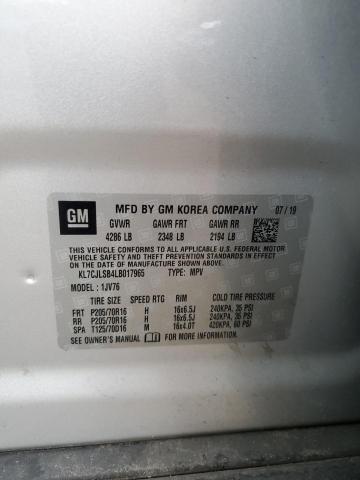 GM
MFD BY GM KOREA COMPANY 07/19
GVWR GAWR FRT GAWR RR
4286 LB 2348 LB 2194 LB
THIS VEHICLE CONFORMS TO ALL APPLICABLE U.S. FEDERAL MOTOR
VEHICLE SAFETY AND THEFT PREVENTION STANDARDS IN EFFECT
ON THE DATE OF MANUFACTURE SHOWN ABOVE.
KL7CJLSB4LB017965 TYPE: MPV
MODEL: 1JV76
TIRE SIZE SPEED RTG RIM COLD TIRE PRESSURE
FRT P205/70R16 H 16x6.5J 240KPA, 35 PSI
RR P205/70R16 H 16x6.5J 240KPA, 35 PSI
SPA T125/70D16 M 16x4.0T 420KPA, 60 PSI
SEE OWNER'S MANUAL FOR MORE INFORMATION.